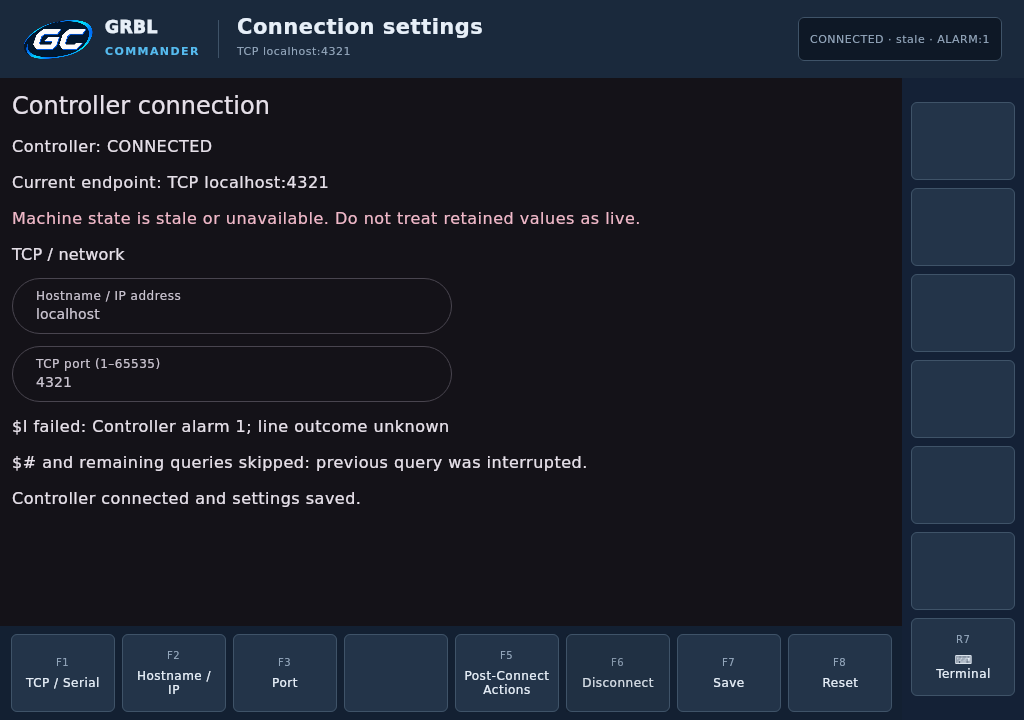 GC
GRBL
COMMANDER
Connection settings
TCP localhost:4321
CONNECTED · stale · ALARM:1
Controller connection
Controller: CONNECTED
Current endpoint: TCP localhost:4321
Machine state is stale or unavailable. Do not treat retained values as live.
TCP / network
Hostname / IP address
localhost
TCP port (1–65535)
4321
$I failed: Controller alarm 1; line outcome unknown
$# and remaining queries skipped: previous query was interrupted.
Controller connected and settings saved.
R7
Terminal
F1
TCP / Serial
F2
Hostname /
IP
F3
Port
F5
Post-Connect
Actions
F6
Disconnect
F7
Save
F8
Reset